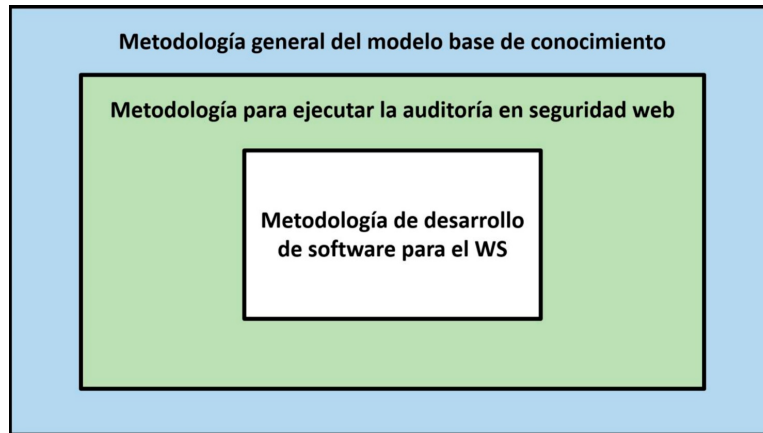 Metodología general del modelo base de conocimiento
Metodología para ejecutar la auditoría en seguridad web
Metodología de desarrollo
de software para el WS